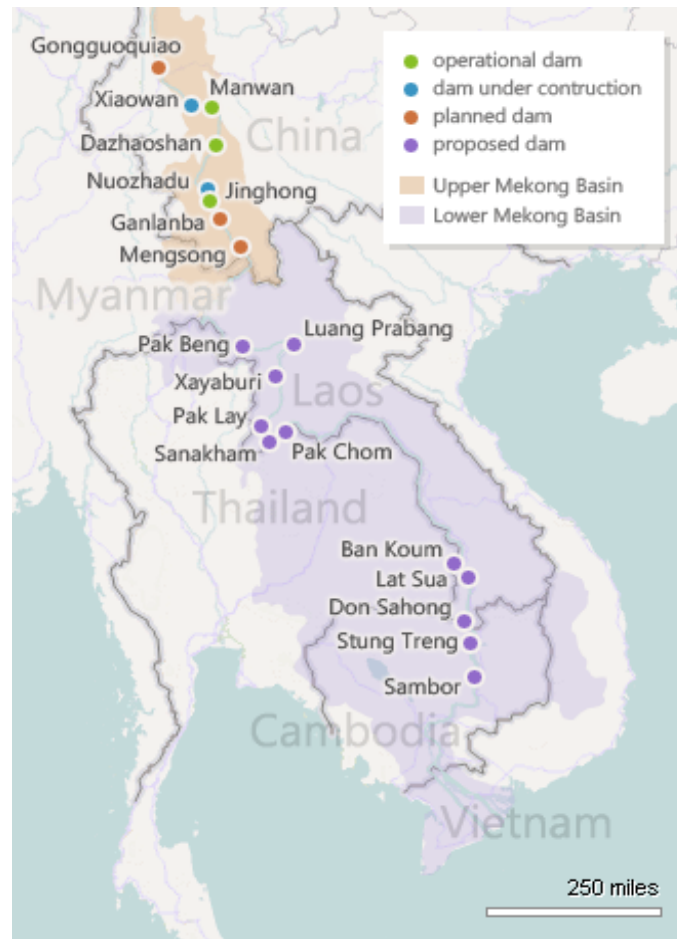 Gongguoquiao
Xiaowan
Manwan
China
Dazhaoshan
Nuozhadu
Jinghong
Ganlanba
Mengsong
Myanmar
operational dam
dam under contruction
planned dam
proposed dam
Upper Mekong Basin
Lower Mekong Basin
Luang Prabang
Pak Beng
Xayaburi
Laos
Pak Lay
Sanakham
Pak Chom
Thailand
Ban Koum
Lat Sua
Don Sahong
Stung Treng
Sambor
Cambodia
Vietnam
250 miles